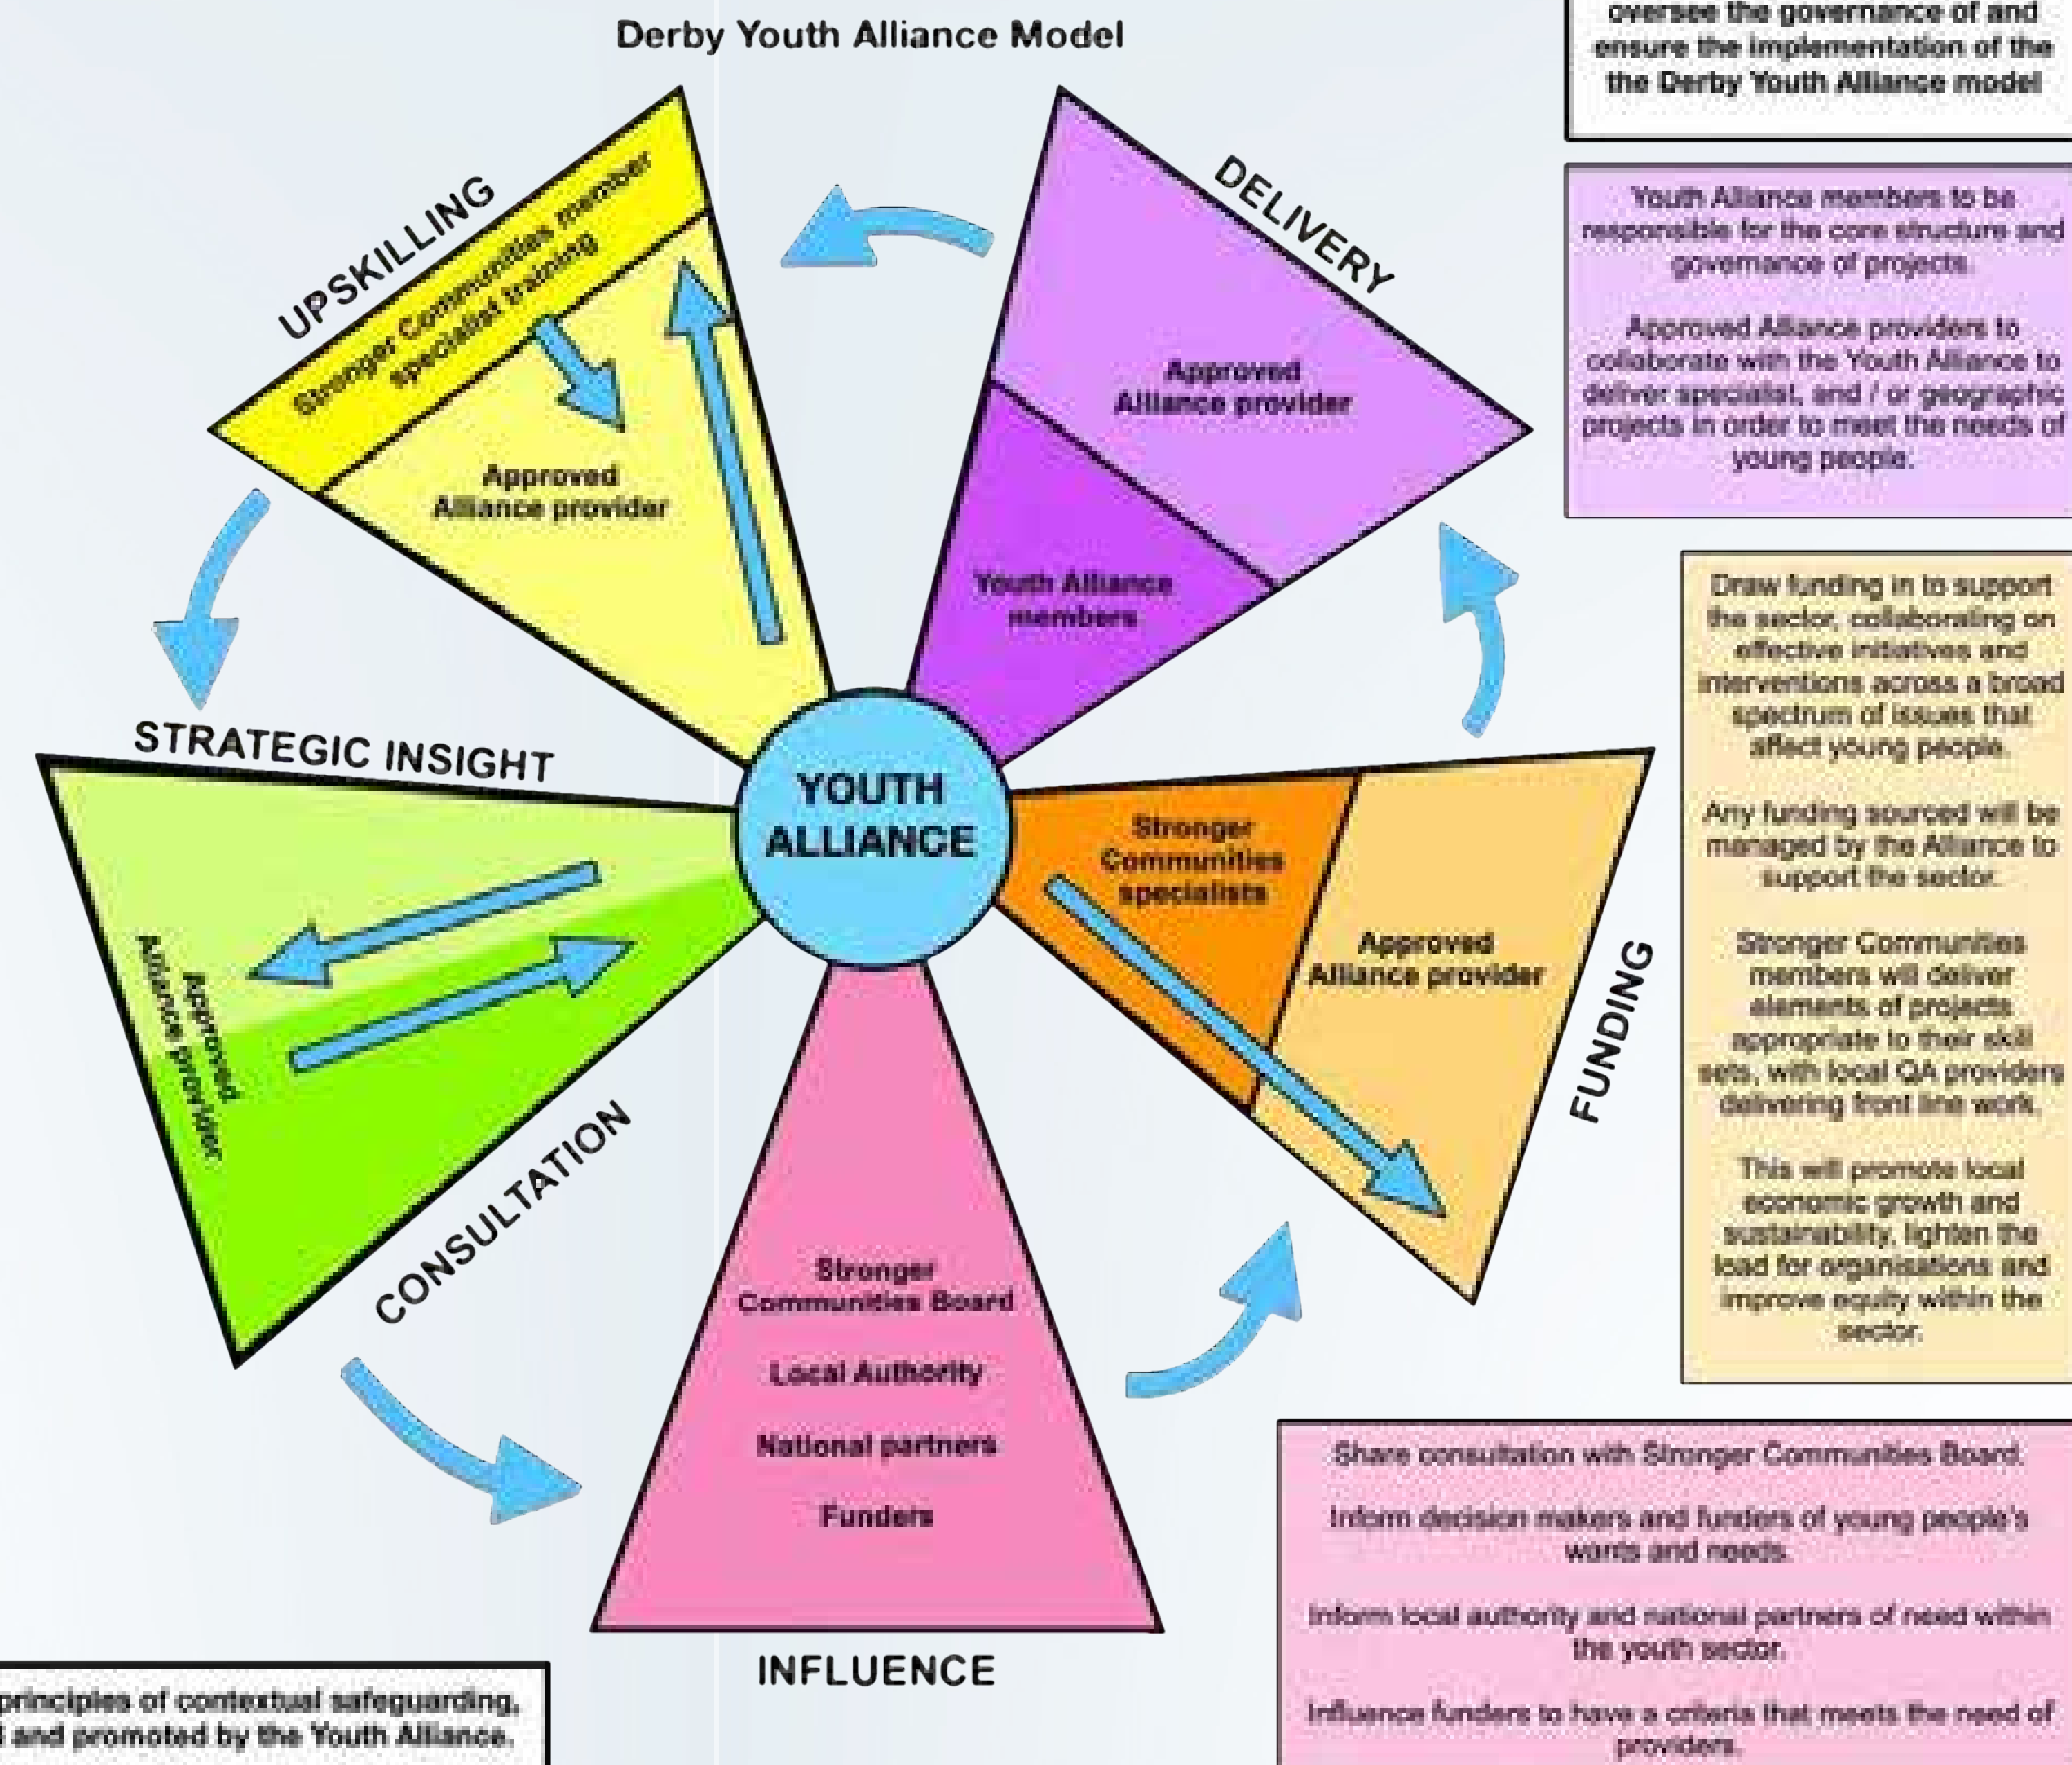 Derby Youth Alliance Model
oversee the governance of and
ensure the implementation of the
the Derby Youth Alliance model
UPSKILLING
Stronger Communities member
specialist training
Approved
Alliance provider
DELIVERY
Approved
Alliance provider
Youth Alliance
members
Youth Alliance members to be
responsible for the core structure and
governance of projects.
Approved Alliance providers to
collaborate with the Youth Alliance to
deliver specialist, and / or geographic
projects in order to meet the needs of
young people.
STRATEGIC INSIGHT
Approved
Alliance provider
CONSULTATION
YOUTH
ALLIANCE
Stronger
Communities
specialists
Approved
Alliance provider
FUNDING
Draw funding in to support
the sector, collaborating on
effective initiatives and
interventions across a broad
spectrum of issues that
affect young people.
Any funding sourced will be
managed by the Alliance to
support the sector.
Stronger Communities
members will deliver
elements of projects
appropriate to their skill
sets, with local QA providers
delivering front line work.
This will promote local
economic growth and
sustainability, lighten the
load for organisations and
improve equity within the
sector.
Stronger
Communities Board
Local Authority
National partners
Funders
INFLUENCE
Share consultation with Stronger Communities Board.
Inform decision makers and funders of young people's
wants and needs.
Inform local authority and national partners of need within
the youth sector.
Influence funders to have a criteria that meets the need of
providers.
principles of contextual safeguarding,
and promoted by the Youth Alliance.